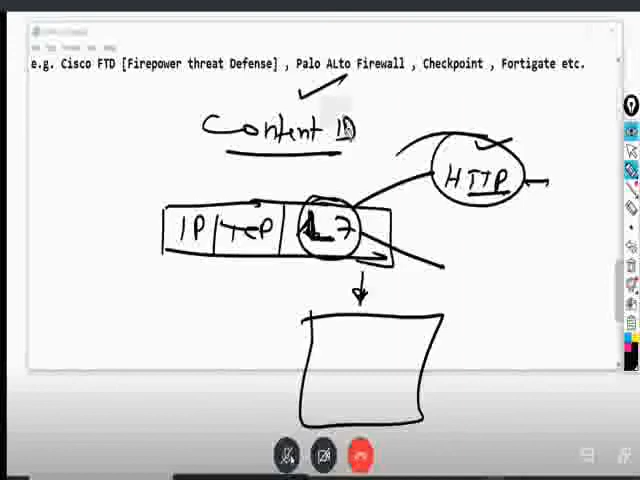 e.g. Cisco FTD [Firepower threat Defense] , Palo ALto Firewall , Checkpoint , Fortigate etc.
Content ID
HTTP
IP TCP L7